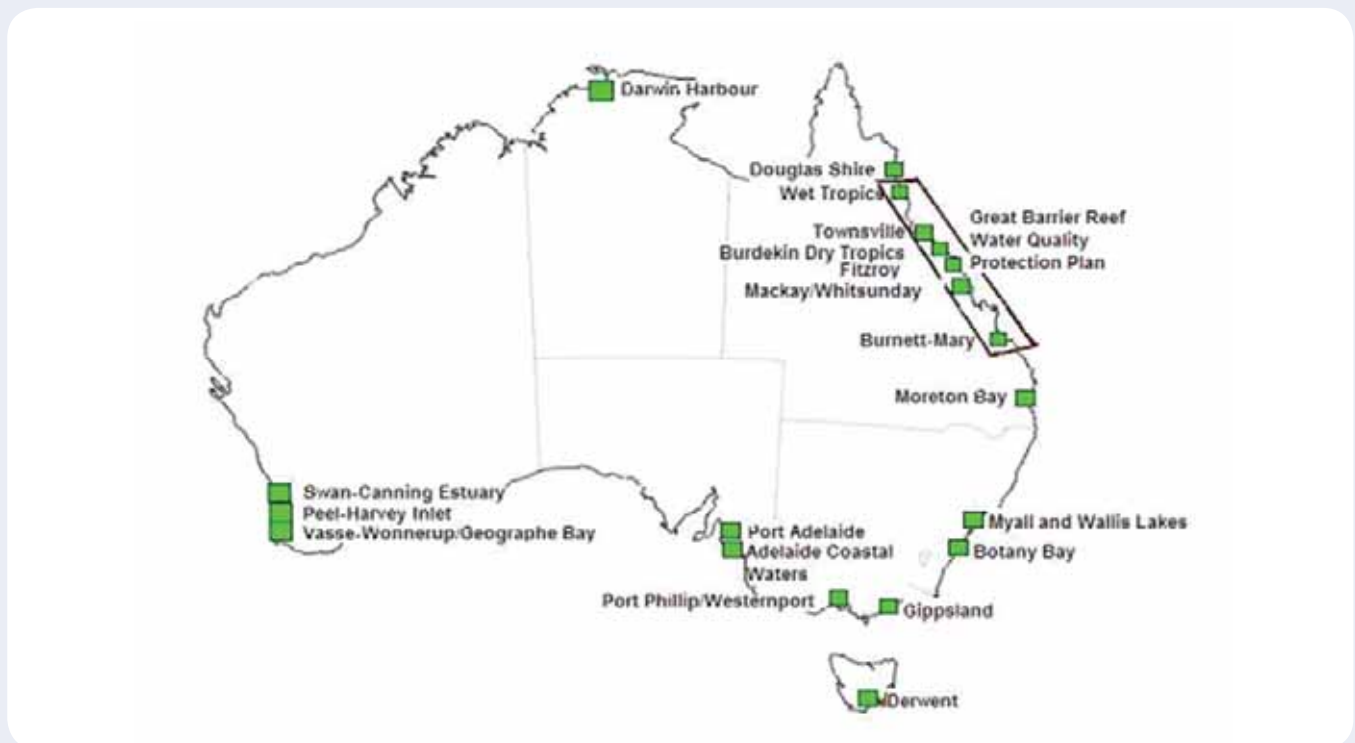 Darwin Harbour
Douglas Shire
Wet Tropics
Great Barrier Reef
Water Quality
Protection Plan
Townsville
Burdekin Dry Tropics
Fitzroy
Mackay/Whitsunday
Burnett-Mary
Moreton Bay
Swan-Canning Estuary
Peel-Harvey Inlet
Vasse-Wonnerup/Geographe Bay
Port Adelaide
Adelaide Coastal
Waters
Myall and Wallis Lakes
Botany Bay
Port Phillip/Westernport
Gippsland
Derwent